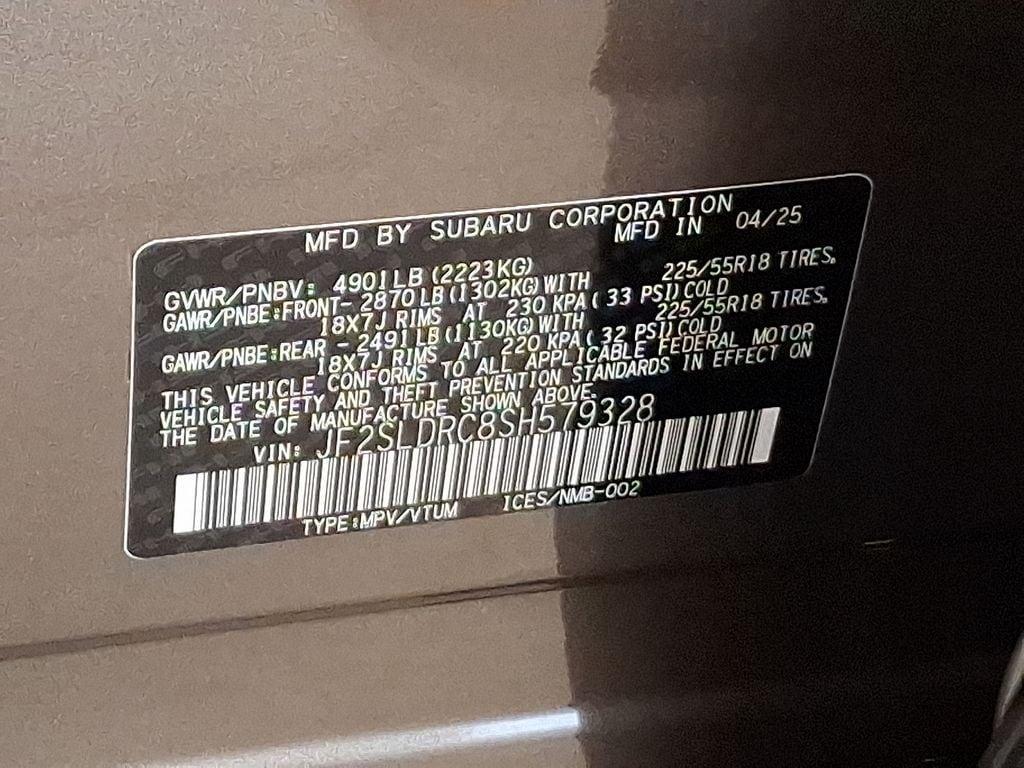 MFD BY SUBARU CORPORATION
MFD IN 04/25
GVWR/PNBV: 4901LB (2223KG)
GAWR/PNBE:FRONT- 2870LB(1302KG)WITH 225/55R18 TIRES.
18X7J RIMS AT 230 KPA( 33 PSI)COLD
GAWR/PNBE:REAR - 2491LB(1130KG)WITH 225/55R18 TIRES.
18X7J RIMS AT 220 KPA( 32 PSI)COLD
THIS VEHICLE CONFORMS TO ALL APPLICABLE FEDERAL MOTOR
VEHICLE SAFETY AND THEFT PREVENTION STANDARDS IN EFFECT ON
THE DATE OF MANUFACTURE SHOWN ABOVE.
VIN: JF2SLDRC8SH579328
TYPE:MPV/VTUM ICES/NMB-002